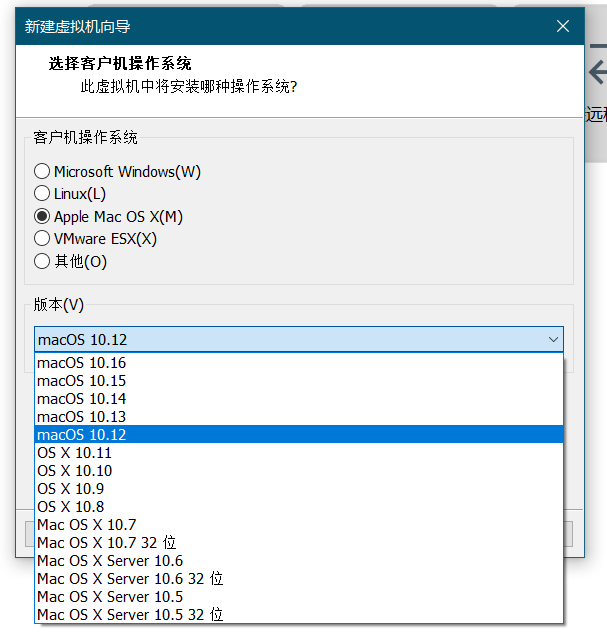 新建虚拟机向导
选择客户机操作系统
此虚拟机中将安装哪种操作系统?
远程
客户机操作系统
Microsoft Windows(W)
Linux(L)
Apple Mac OS X(M)
VMware ESX(X)
其他(O)
版本(V)
macOS 10.12
macOS 10.16
macOS 10.15
macOS 10.14
macOS 10.13
macOS 10.12
OS X 10.11
OS X 10.10
OS X 10.9
OS X 10.8
Mac OS X 10.7
Mac OS X 10.7 32 位
Mac OS X Server 10.6
Mac OS X Server 10.6 32 位
Mac OS X Server 10.5
Mac OS X Server 10.5 32 位